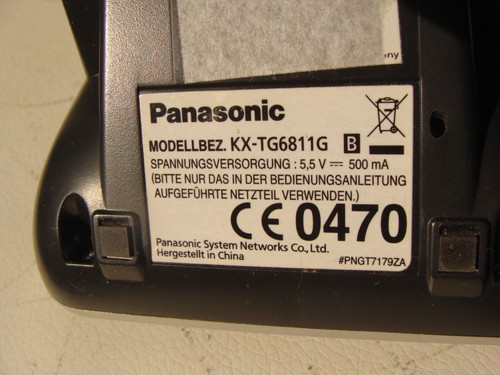 ny
Panasonic
MODELLBEZ. KX-TG6811G B
SPANNUNGSVERSORGUNG : 5,5 V ⎓ 500 mA
(BITTE NUR DAS IN DER BEDIENUNGSANLEITUNG
AUFGEFÜHRTE NETZTEIL VERWENDEN.)
CE 0470
Panasonic System Networks Co., Ltd.
Hergestellt in China
#PNGT7179ZA